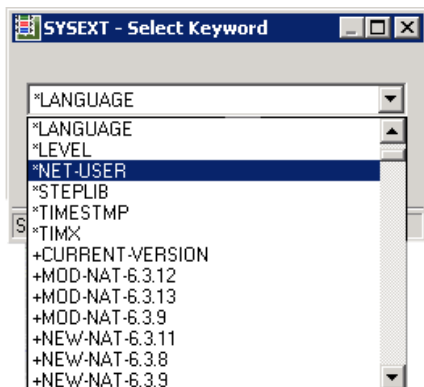 SYSEXT - Select Keyword
*LANGUAGE
*LANGUAGE
*LEVEL
*NET-USER
*STEPLIB
*TIMESTMP
*TIMX
S
+CURRENT-VERSION
+MOD-NAT-6.3.12
+MOD-NAT-6.3.13
+MOD-NAT-6.3.9
+NEW-NAT-6.3.11
+NEW-NAT-6.3.8
+NEW-NAT-6.3.9